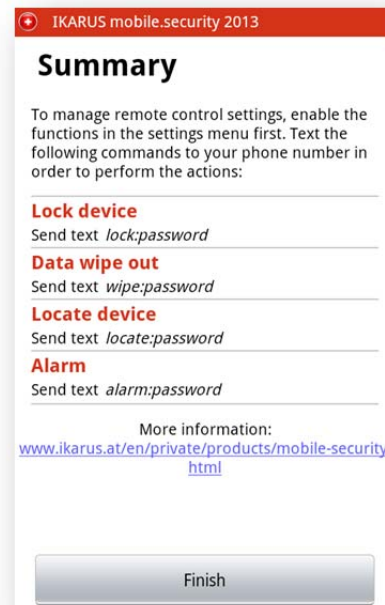 IKARUS mobile.security 2013
Summary
To manage remote control settings, enable the
functions in the settings menu first. Text the
following commands to your phone number in
order to perform the actions:
Lock device
Send text lock:password
Data wipe out
Send text wipe:password
Locate device
Send text locate:password
Alarm
Send text alarm:password
More information:
www.ikarus.at/en/private/products/mobile-security
html
Finish